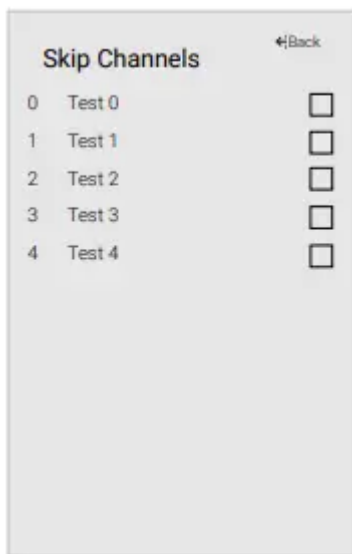 Back
Skip Channels
0 Test 0
1 Test 1
2 Test 2
3 Test 3
4 Test 4